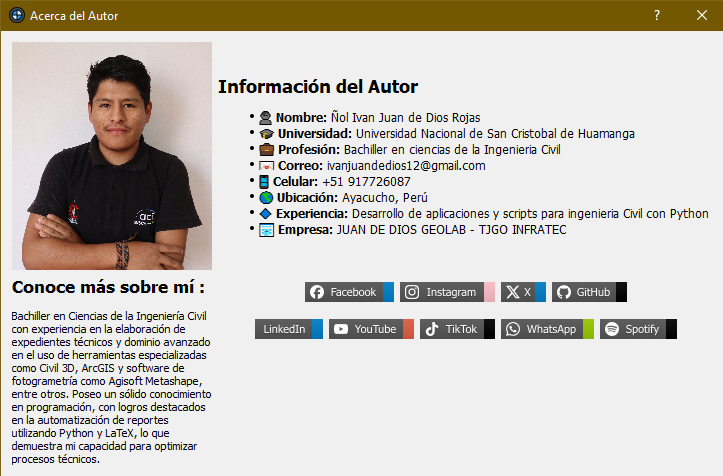 Acerca del Autor
?
Información del Autor
Nombre: Ñol Ivan Juan de Dios Rojas
Universidad: Universidad Nacional de San Cristobal de Huamanga
Profesión: Bachiller en ciencias de la Ingenieria Civil
Correo: ivanjuandedios12@gmail.com
Celular: +51 917726087
Ubicación: Ayacucho, Perú
Experiencia: Desarrollo de aplicaciones y scripts para ingenieria Civil con Python
Empresa: JUAN DE DIOS GEOLAB - TJGO INFRATEC
Facebook Instagram X GitHub
LinkedIn YouTube TikTok WhatsApp Spotify
Conoce más sobre mí :
Bachiller en Ciencias de la Ingeniería Civil
con experiencia en la elaboración de
expedientes técnicos y dominio avanzado
en el uso de herramientas especializadas
como Civil 3D, ArcGIS y software de
fotogrametría como Agisoft Metashape,
entre otros. Poseo un sólido conocimiento
en programación, con logros destacados
en la automatización de reportes
utilizando Python y LaTeX, lo que
demuestra mi capacidad para optimizar
procesos técnicos.